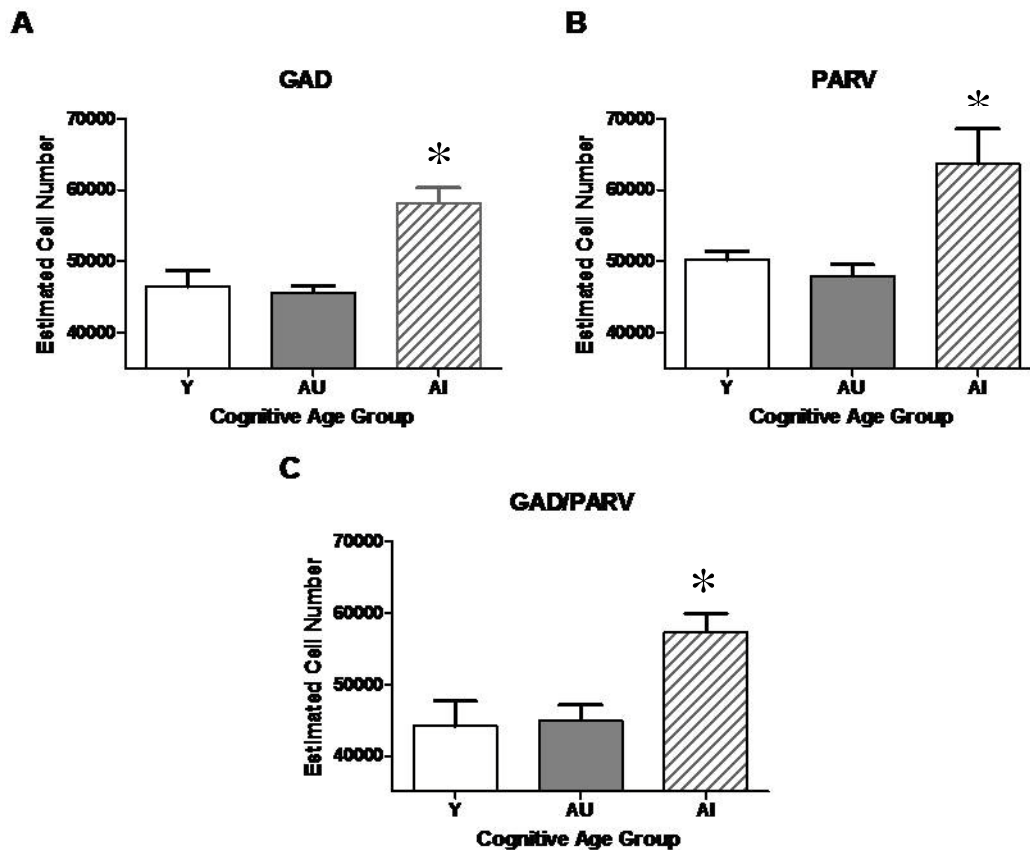 A
GAD
70000
60000
50000
40000
Estimated Cell Number
*
Y AU AI
Cognitive Age Group
B
PARV
70000
60000
50000
40000
Estimated Cell Number
*
Y AU AI
Cognitive Age Group
C
GAD/PARV
70000
60000
50000
40000
Estimated Cell Number
*
Y AU AI
Cognitive Age Group